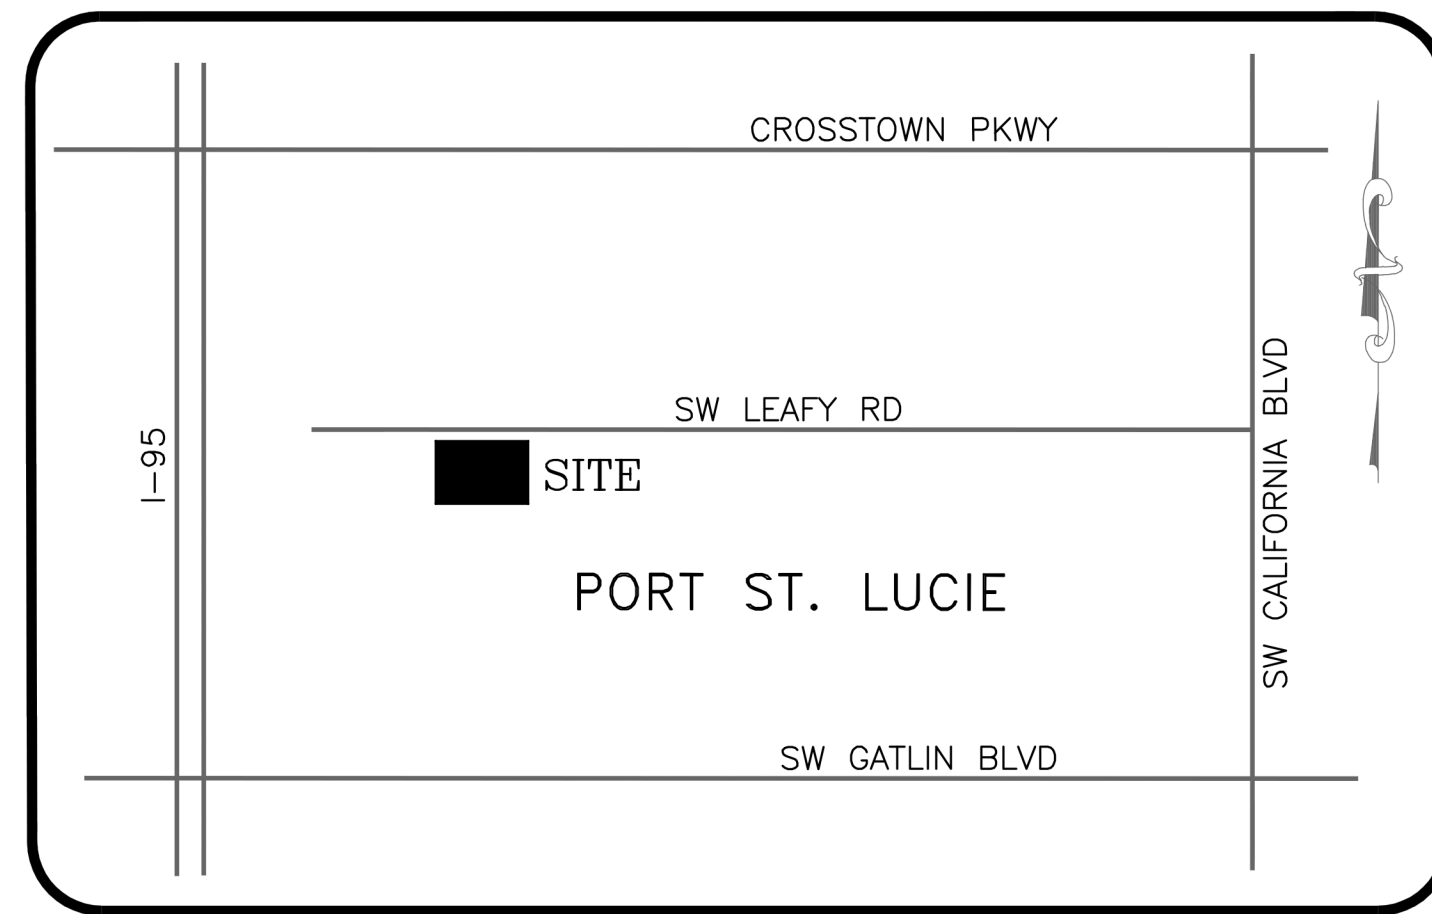 CROSSTOWN PKWY
SW LEAFY RD
SW CALIFORNIA BLVD
I-95
SITE
PORT ST. LUCIE
SW GATLIN BLVD